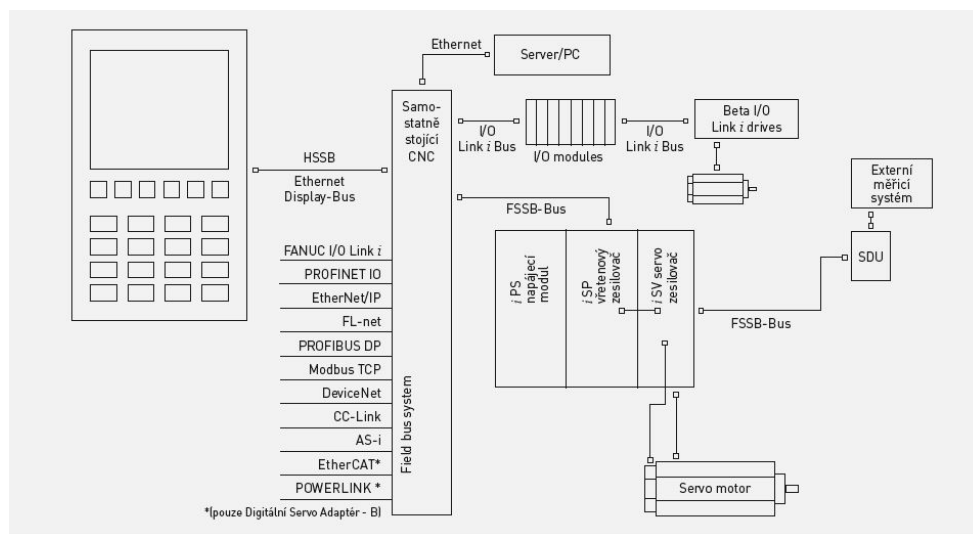 Ethernet
Server/PC
Samo-
statně
stojící
CNC
I/O
Link i Bus
I/O modules
I/O
Link i Bus
Beta I/O
Link i drives
HSSB
Ethernet
Display-Bus
FSSB-Bus
Externí
měřicí
systém
SDU
FSSB-Bus
i PS
napájecí
modul
i SP
vřetenový
zesilovač
i SV servo
zesilovač
FANUC I/O Link i
PROFINET IO
EtherNet/IP
FL-net
PROFIBUS DP
Modbus TCP
DeviceNet
CC-Link
AS-i
EtherCAT*
POWERLINK *
*(pouze Digitální Servo Adaptér - B)
Field bus system
Servo motor